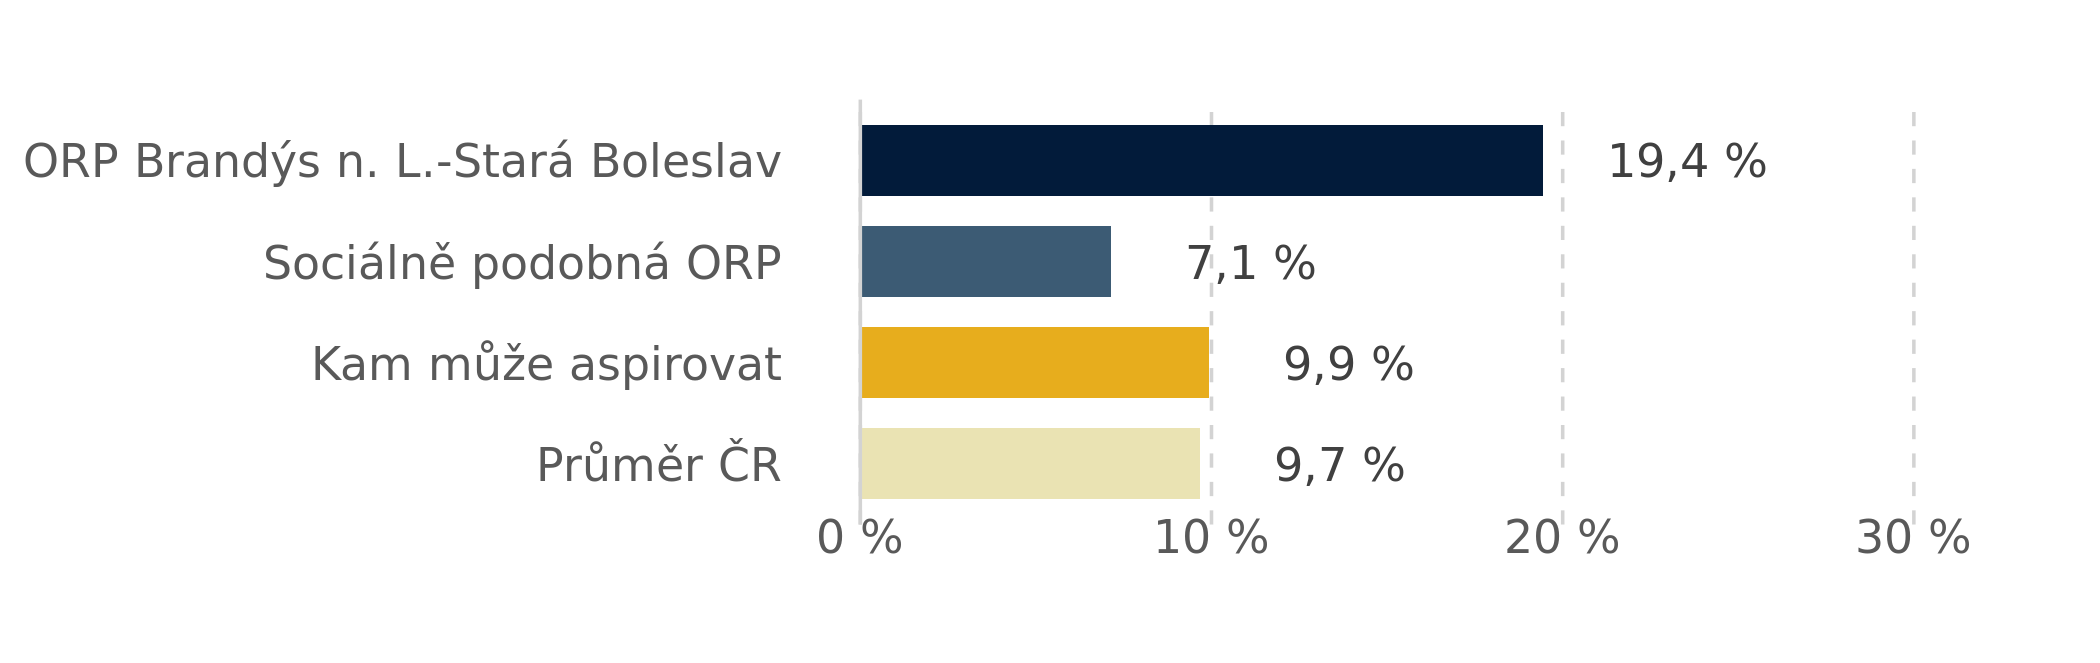 ORP Brandýs n. L.-Stará Boleslav 19,4 %
Sociálně podobná ORP 7,1 %
Kam může aspirovat 9,9 %
Průměr ČR 9,7 %
0 % 10 % 20 % 30 %